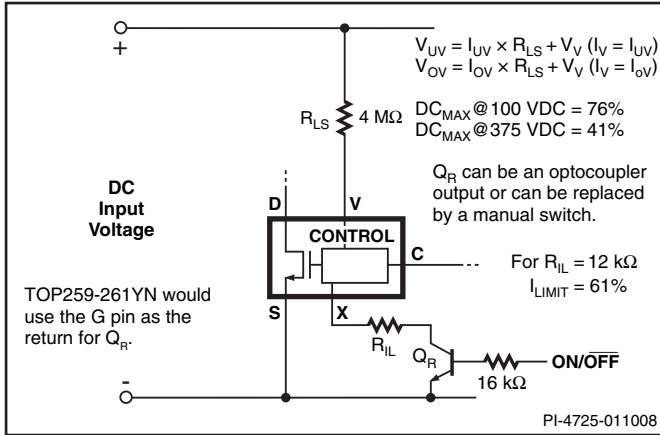 +
V_UV = I_UV × R_LS + V_V (I_V = I_UV)
V_OV = I_OV × R_LS + V_V (I_V = I_oV)
R_LS
4 MΩ
DC_MAX@100 VDC = 76%
DC_MAX@375 VDC = 41%
DC
Input
Voltage
Q_R can be an optocoupler
output or can be replaced
by a manual switch.
D
V
CONTROL
C
For R_IL = 12 kΩ
I_LIMIT = 61%
S
X
TOP259-261YN would
use the G pin as the
return for Q_R.
R_IL
Q_R
16 kΩ
ON/O̅F̅F̅
-
PI-4725-011008